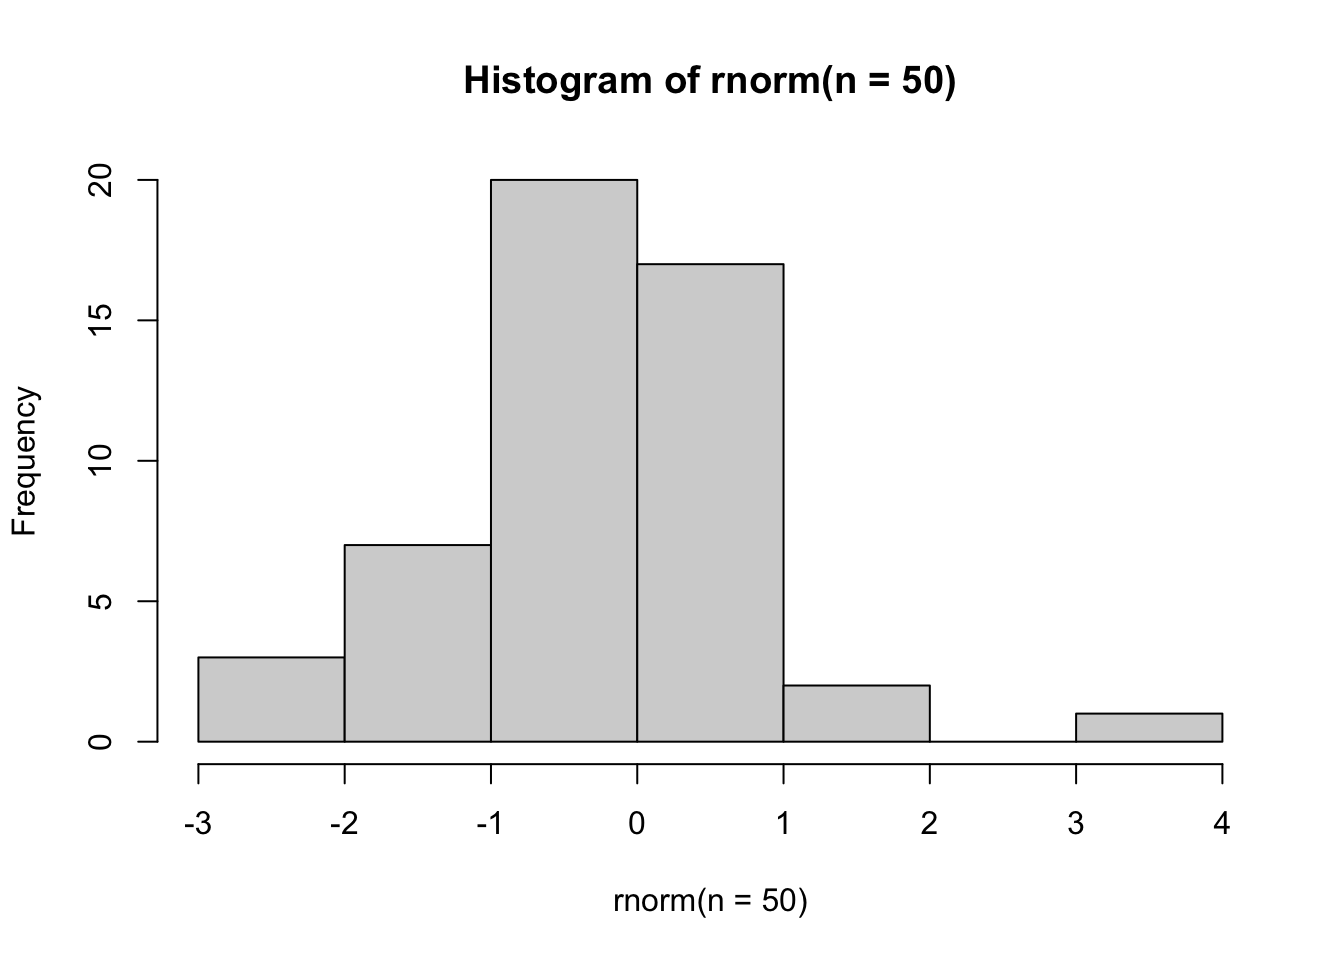 Histogram of rnorm(n = 50)
Frequency
20
15
10
5
0
-3 -2 -1 0 1 2 3 4
rnorm(n = 50)